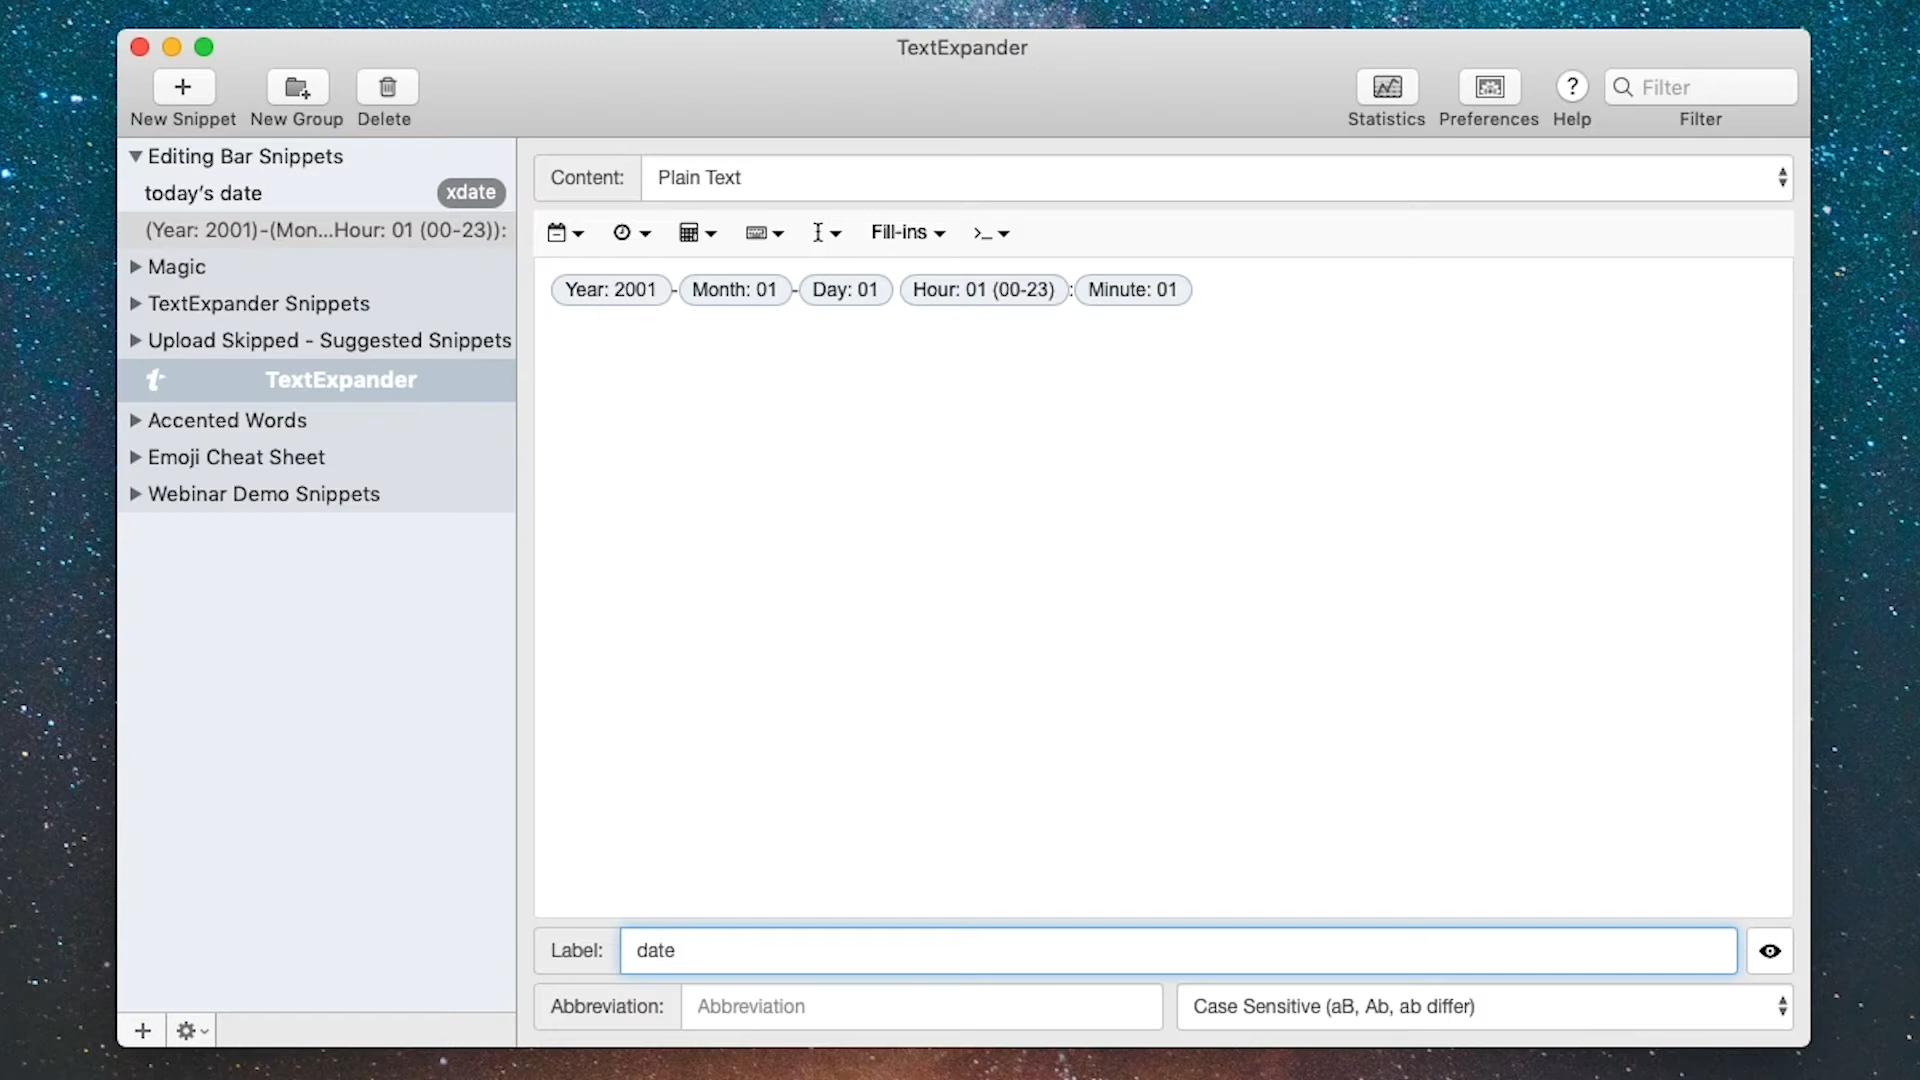 TextExpander
New Snippet
New Group
Delete
Statistics
Preferences
?
Help
Filter
Filter
Editing Bar Snippets
today's date xdate
(Year: 2001)-(Mon...Hour: 01 (00-23)):
Magic
TextExpander Snippets
Upload Skipped - Suggested Snippets
TextExpander
Accented Words
Emoji Cheat Sheet
Webinar Demo Snippets
Content: Plain Text
Fill-ins
Year: 2001 - Month: 01 - Day: 01 Hour: 01 (00-23) : Minute: 01
Label: date
Abbreviation: Abbreviation
Case Sensitive (aB, Ab, ab differ)